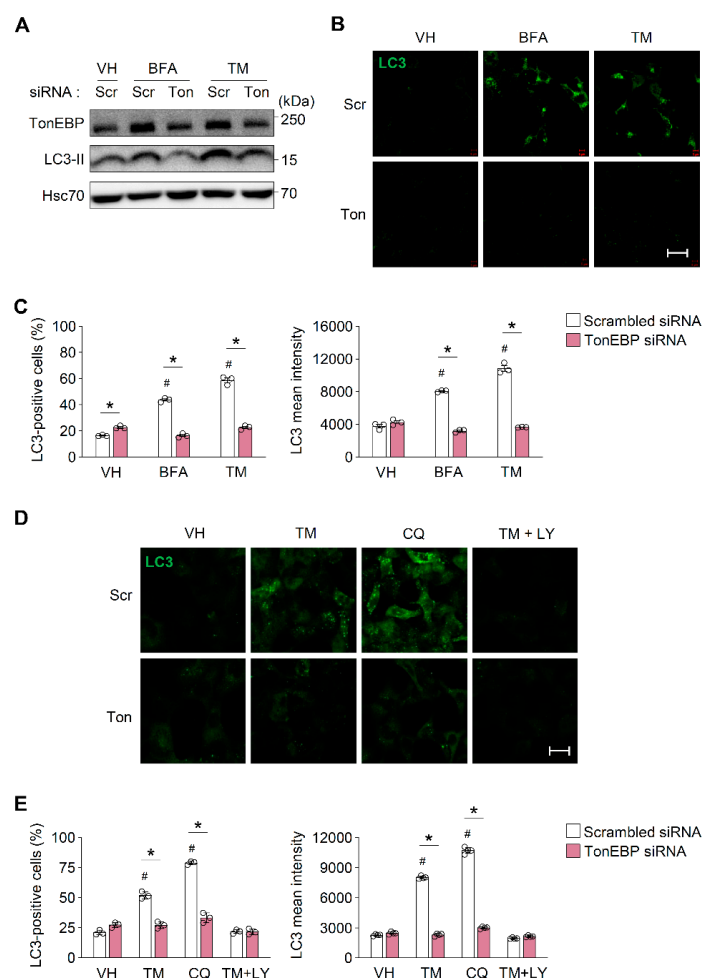 A
VH BFA TM
siRNA : Scr Scr Ton Scr Ton (kDa)
TonEBP 250
LC3-II 15
Hsc70 70
B
VH BFA TM
LC3
Scr
Ton
C
LC3-positive cells (%)
100
80
60
40
20
0
* * *
# #
VH BFA TM
LC3 mean intensity
16000
12000
8000
4000
0
* *
# #
VH BFA TM
Scrambled siRNA
TonEBP siRNA
D
VH TM CQ TM + LY
LC3
Scr
Ton
E
LC3-positive cells (%)
100
75
50
25
0
* *
# #
VH TM CQ TM+LY
LC3 mean intensity
12000
9000
6000
3000
0
* *
# #
VH TM CQ TM+LY
Scrambled siRNA
TonEBP siRNA